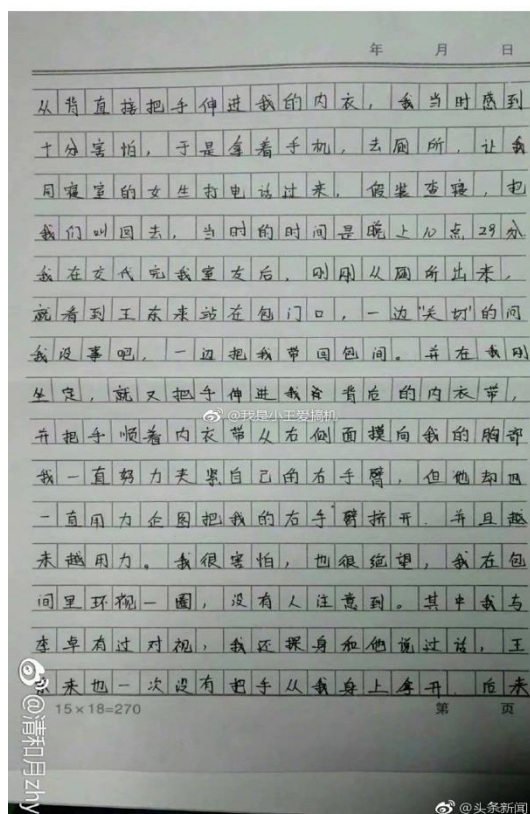 年 月 日
从背直接把手伸进我的内衣，我当时感到
十分害怕，于是拿着手机，去厕所，让我
同寝室的女生打电话过来，假装查寝，把
我们叫回去，当时的时间是晚上10点29分
我在交代完我室友后，刚刚从厕所出来，
就看到王东来站在包门口，一边"关切"的问
我没事吧，一边把我带回包间。并在我刚
坐定，就又把手伸进我背后的内衣带，
@我是小王爱搞机
并把手顺着内衣带从右侧面摸向我的胸部
我一直努力夹紧自己的右手臂，但他却
一直用力企图把我的右手臂挤开.并且越
来越用力。我很害怕，也很绝望，我在包
间里环视一圈，没有人注意到。其中我与
李卓有过对视，我还探身和他说过话，王
来也一次没有把手从我身上拿开.后来
15×18=270 第 页
@清和月zhy
@头条新闻